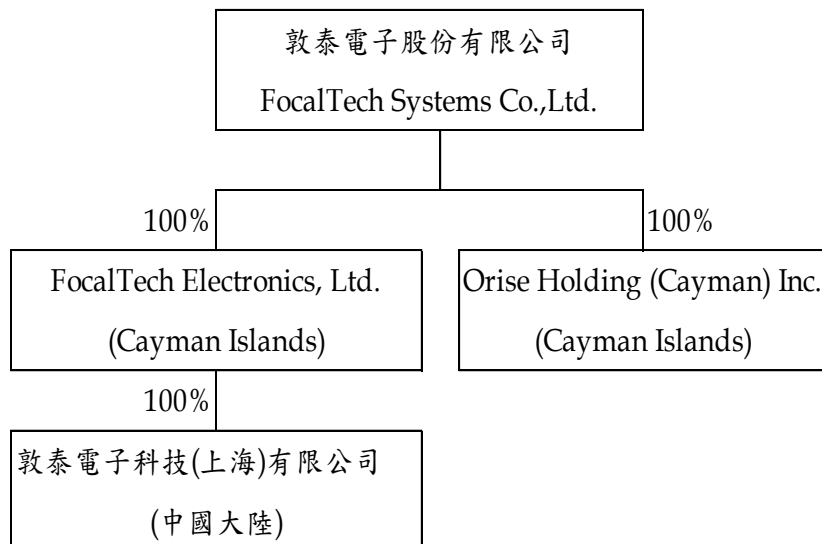 敦泰電子股份有限公司
FocalTech Systems Co.,Ltd.
100%
100%
FocalTech Electronics, Ltd.
(Cayman Islands)
Orise Holding (Cayman) Inc.
(Cayman Islands)
100%
敦泰電子科技(上海)有限公司
(中國大陸)